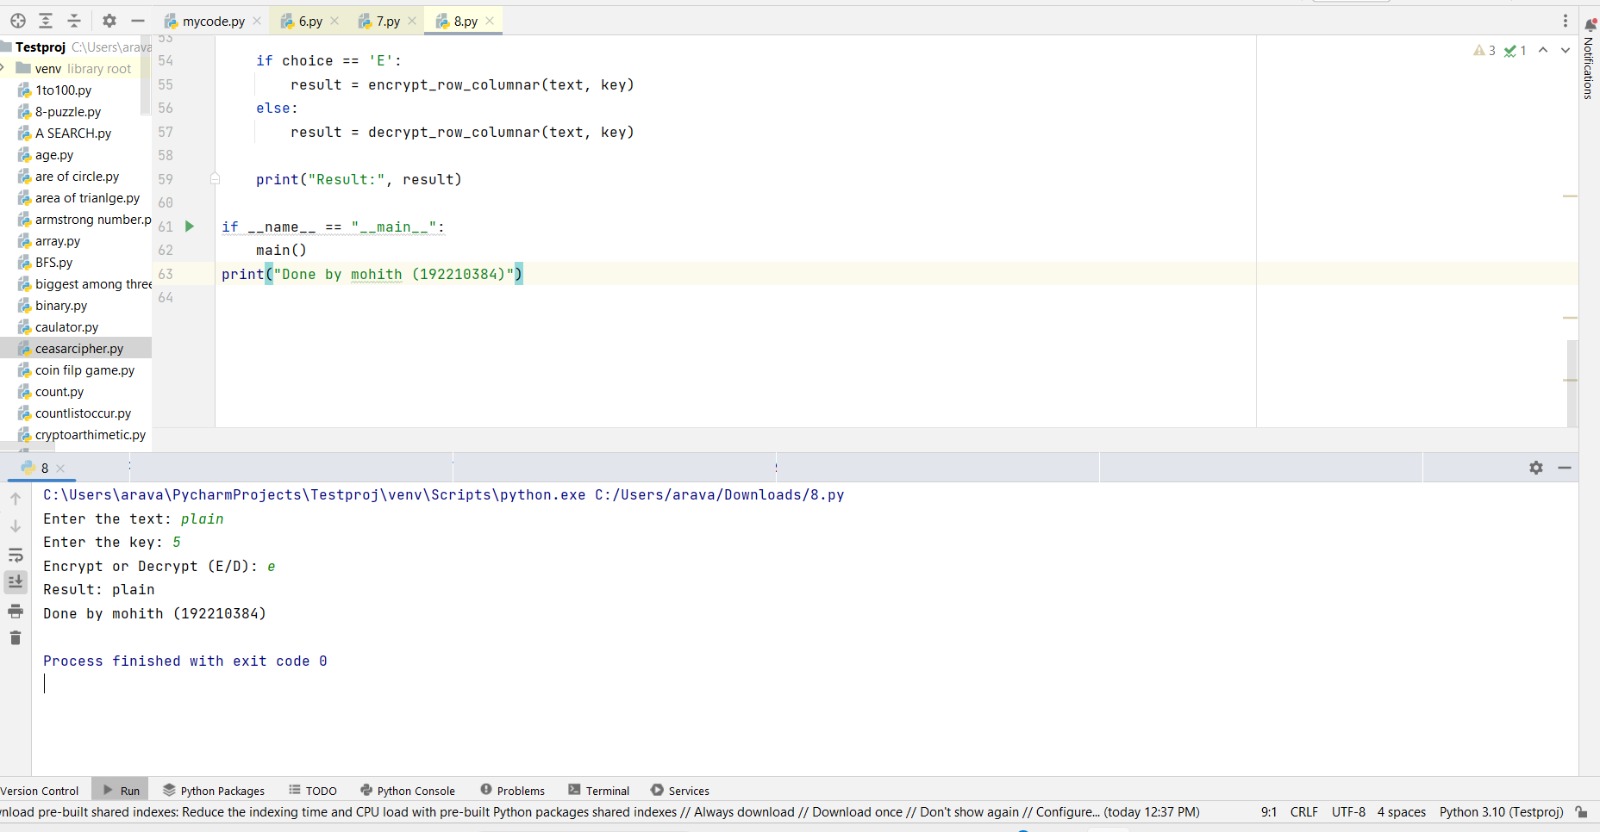 mycode.py
6.py
7.py
8.py
Testproj C:\Users\arava
venv library root
1to100.py
8-puzzle.py
A SEARCH.py
age.py
are of circle.py
area of trianlge.py
armstrong number.p
array.py
BFS.py
biggest among three
binary.py
caulator.py
ceasarcipher.py
coin filp game.py
count.py
countlistoccur.py
cryptoarthimetic.py
53
54 if choice == 'E':
55 result = encrypt_row_columnar(text, key)
56 else:
57 result = decrypt_row_columnar(text, key)
58
59 print("Result:", result)
60
61 if __name__ == "__main__":
62 main()
63 print("Done by mohith (192210384)")
64
3 1
Notifications
8
C:\Users\arava\PycharmProjects\Testproj\venv\Scripts\python.exe C:/Users/arava/Downloads/8.py
Enter the text: plain
Enter the key: 5
Encrypt or Decrypt (E/D): e
Result: plain
Done by mohith (192210384)
Process finished with exit code 0
Version Control Run Python Packages TODO Python Console Problems Terminal Services
nload pre-built shared indexes: Reduce the indexing time and CPU load with pre-built Python packages shared indexes // Always download // Download once // Don't show again // Configure... (today 12:37 PM) 9:1 CRLF UTF-8 4 spaces Python 3.10 (Testproj)